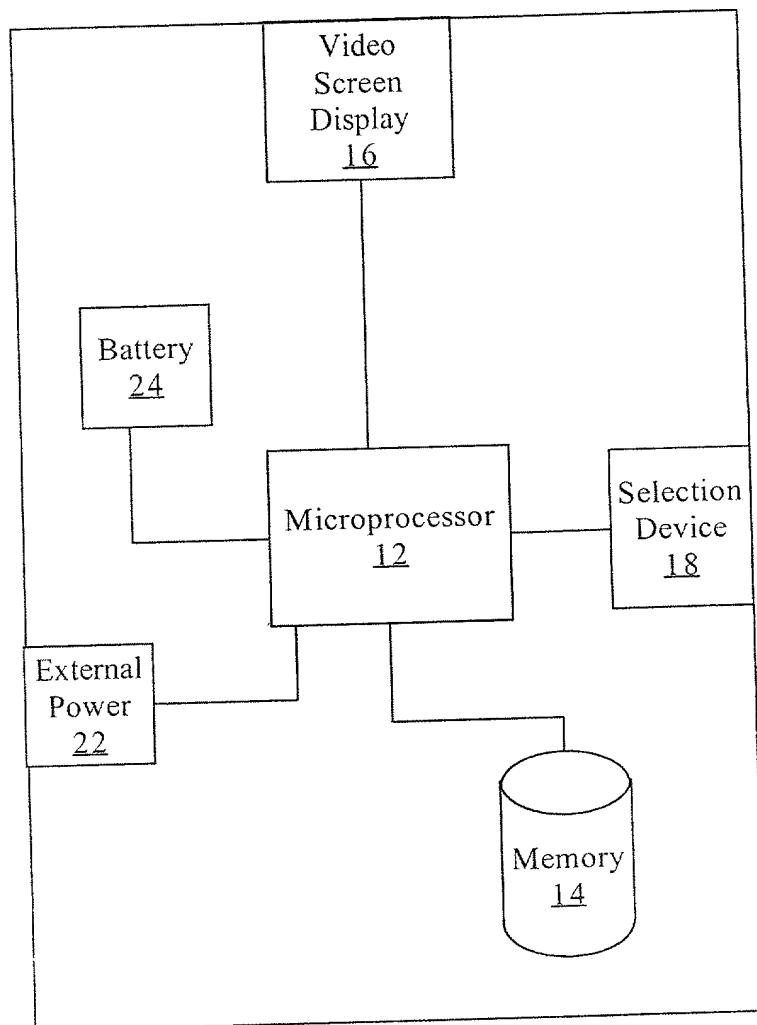 Video
Screen
Display
16
Battery
24
Microprocessor
12
Selection
Device
18
External
Power
22
Memory
14